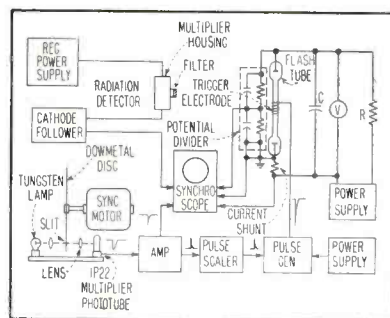 REG
POWER
SUPPLY
MULTIPLIER
HOUSING
FILTER
RADIATION
DETECTOR
FLASH
TUBE
TRIGGER
ELECTRODE
CATHODE
FOLLOWER
POTENTIAL
DIVIDER
C
V
R
DOWMETAL
DISC
TUNGSTEN
LAMP
SLIT
SYNC
MOTOR
SYNCHRO
SCOPE
CURRENT
SHUNT
POWER
SUPPLY
LENS
IP22
MULTIPLIER
PHOTOTUBE
AMP
PULSE
SCALER
PULSE
GEN
POWER
SUPPLY